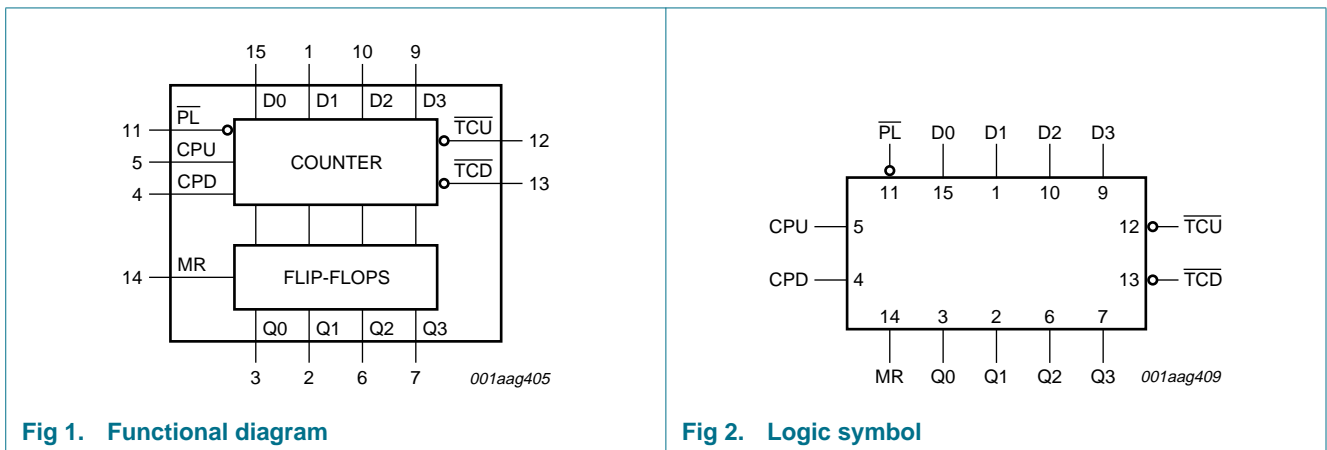 15 1 10 9
D0 D1 D2 D3
11 PL
TCU 12
5 CPU
COUNTER
TCD 13
4 CPD
14 MR
FLIP-FLOPS
Q0 Q1 Q2 Q3
3 2 6 7
001aag405
Fig 1. Functional diagram
PL D0 D1 D2 D3
11 15 1 10 9
CPU 5
12 TCU
CPD 4
13 TCD
14 3 2 6 7
MR Q0 Q1 Q2 Q3
001aag409
Fig 2. Logic symbol